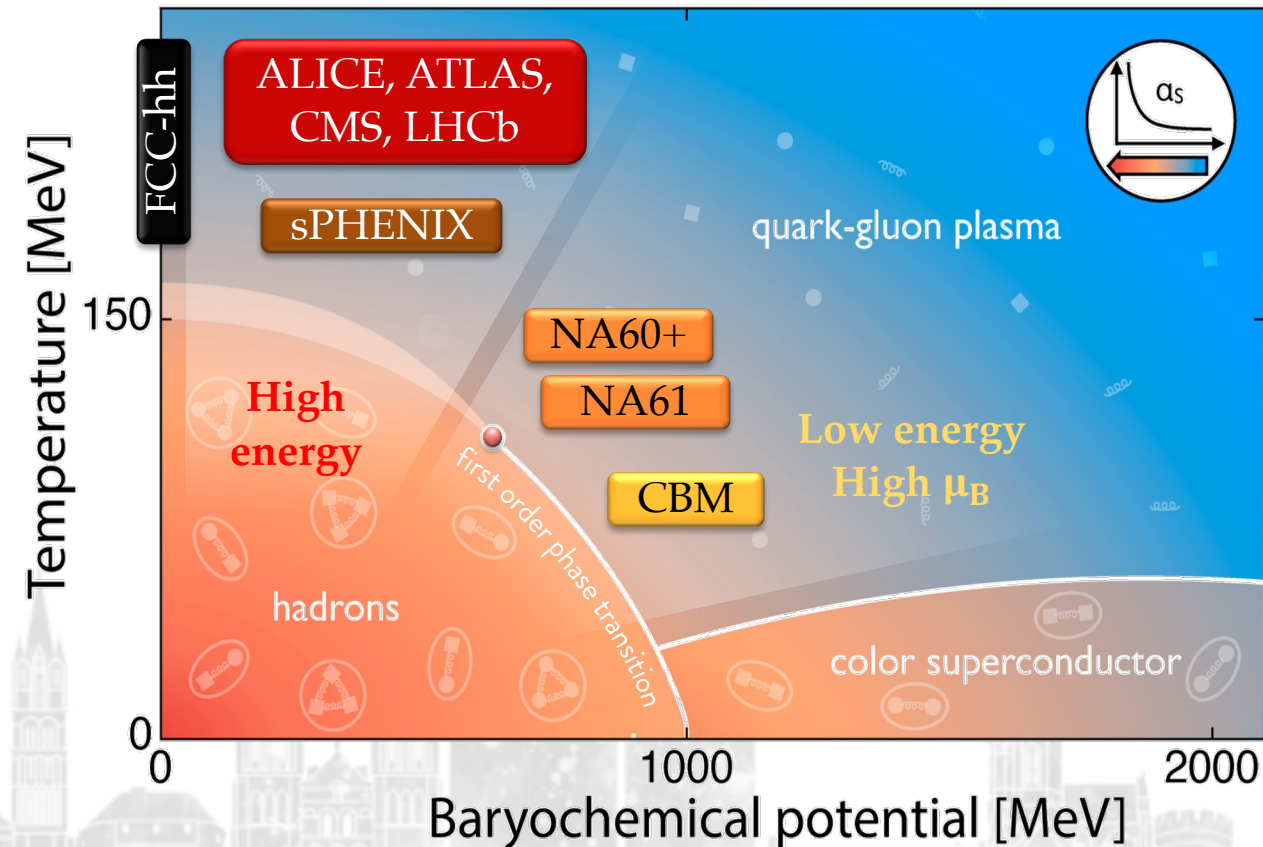 FCC-hh
ALICE, ATLAS,
CMS, LHCb
αs
sPHENIX
quark-gluon plasma
Temperature [MeV]
150
NA60+
NA61
High
energy
Low energy
High μB
first order phase transition
CBM
hadrons
color superconductor
0
0
1000
2000
Baryochemical potential [MeV]